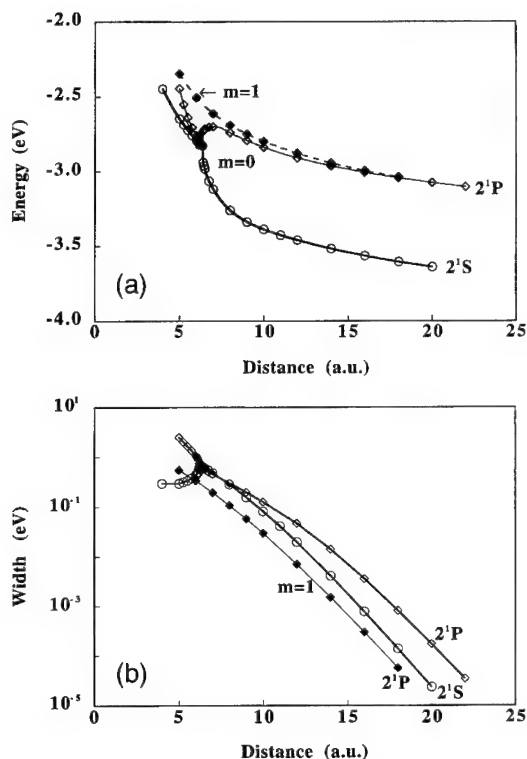 -2.0
-2.5
-3.0
-3.5
-4.0
Energy (eV)
m=1
m=0
2¹P
2¹S
(a)
0 5 10 15 20 25
Distance (a.u.)
10¹
10⁻¹
10⁻³
10⁻⁵
Width (eV)
m=1
2¹P
2¹P
2¹S
(b)
0 5 10 15 20 25
Distance (a.u.)